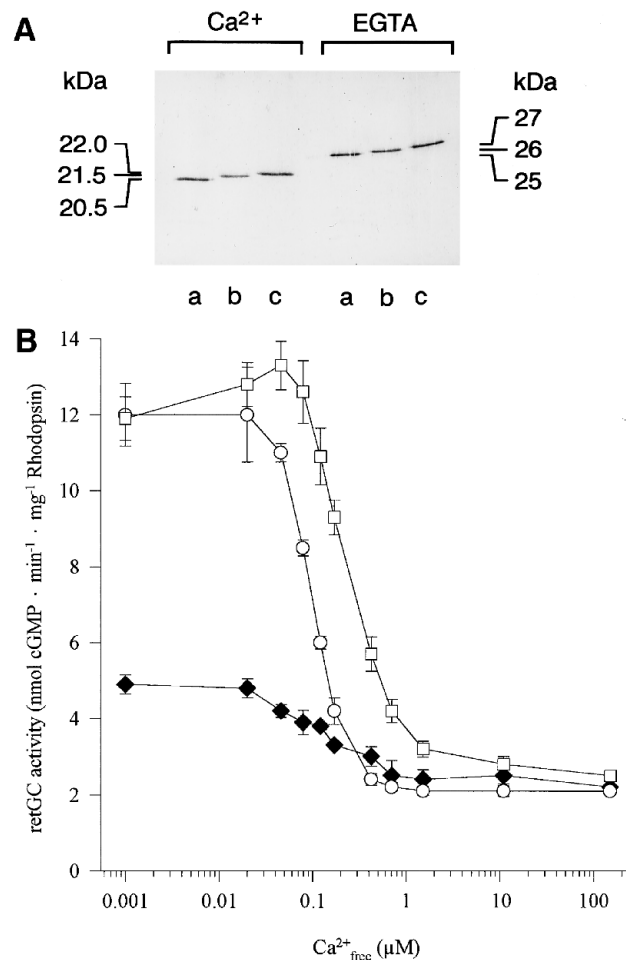 A
Ca²⁺ EGTA
kDa kDa
22.0
21.5
20.5
27
26
25
a b c a b c
B
retGC activity (nmol cGMP · min⁻¹ · mg⁻¹ Rhodopsin)
14
12
10
8
6
4
2
0
0.001 0.01 0.1 1 10 100
Ca²⁺free (µM)